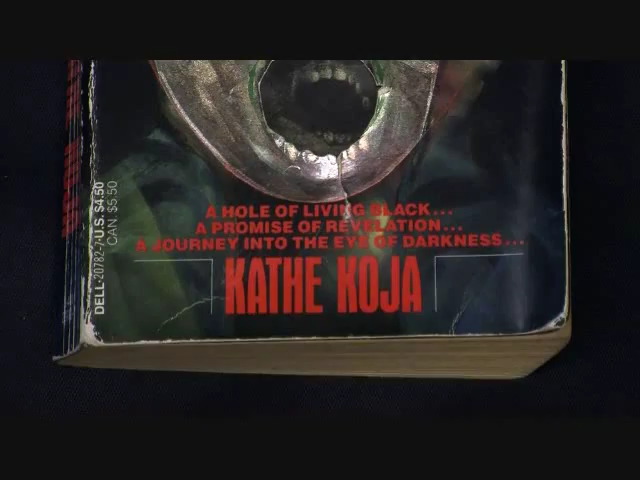 A HOLE OF LIVING BLACK...
A PROMISE OF REVELATION...
A JOURNEY INTO THE EYE OF DARKNESS...
KATHE KOJA
DELL•20782-7•U.S. $4.50
CAN. $5.50